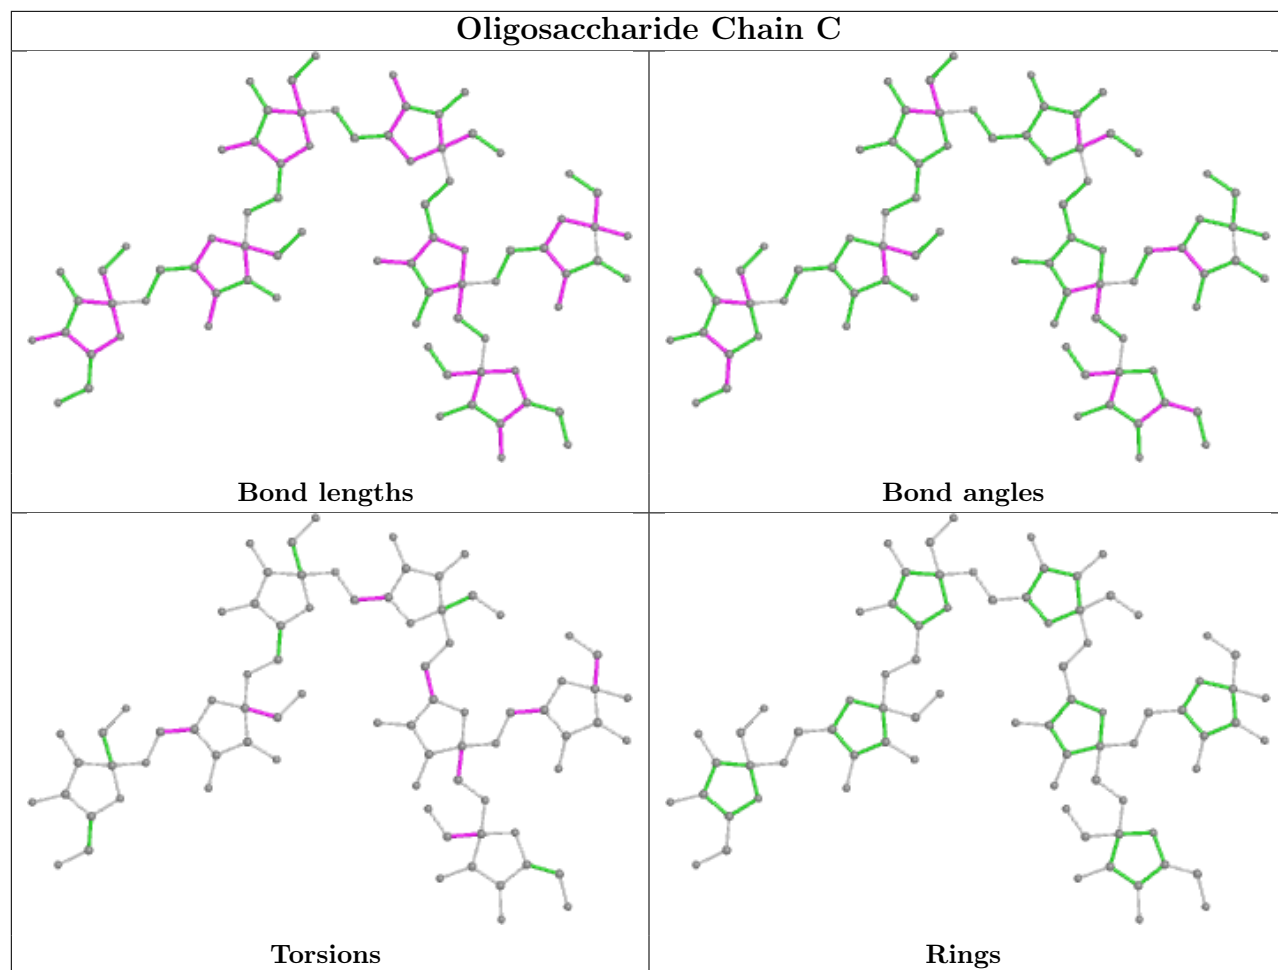 Oligosaccharide Chain C
Bond lengths
Bond angles
Torsions
Rings